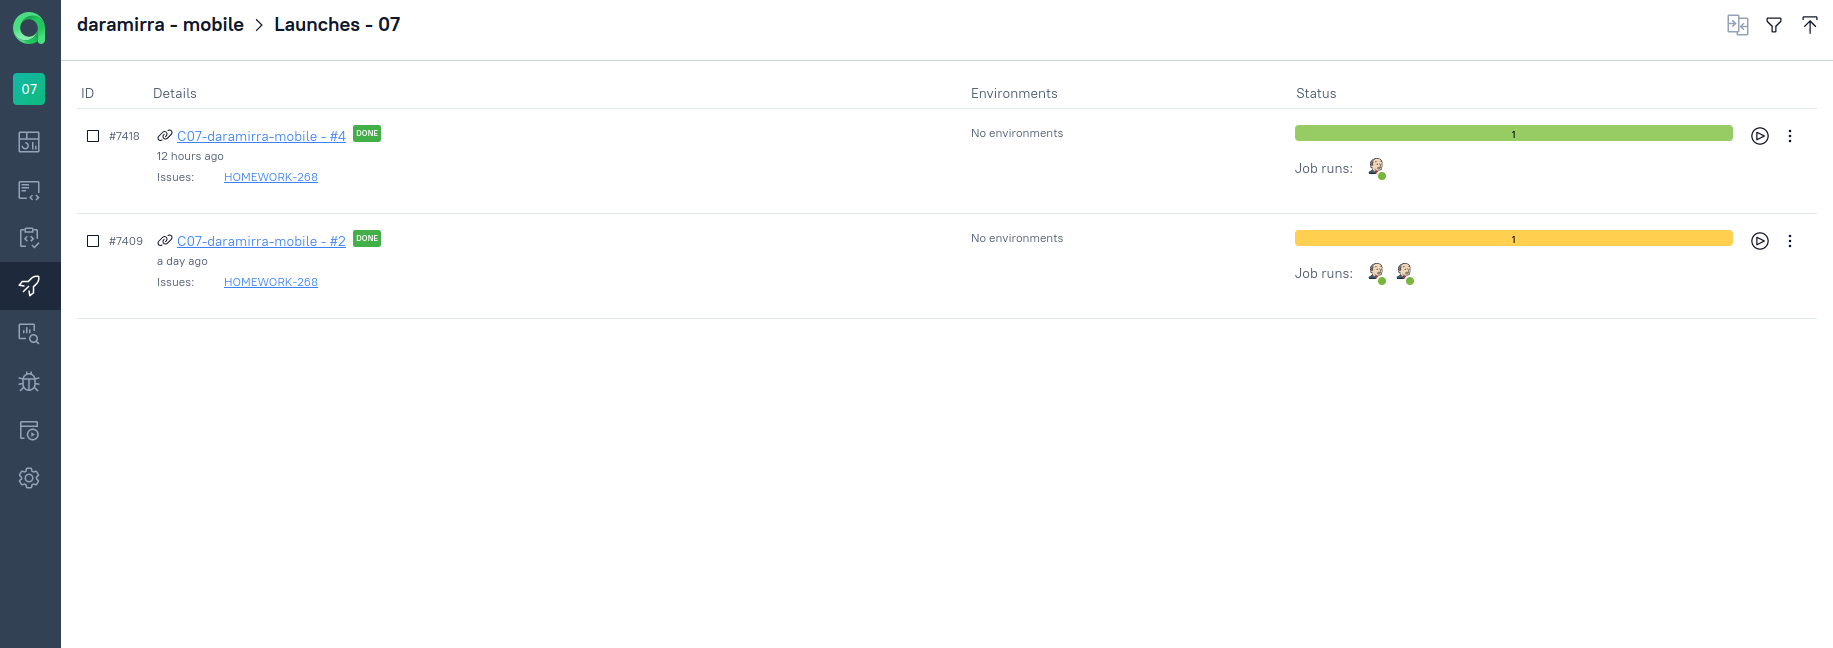 daramirra - mobile > Launches - 07
07
ID Details Environments Status
#7418 C07-daramirra-mobile - #4 DONE No environments 1
12 hours ago
Issues: HOMEWORK-268 Job runs:
#7409 C07-daramirra-mobile - #2 DONE No environments 1
a day ago
Issues: HOMEWORK-268 Job runs: